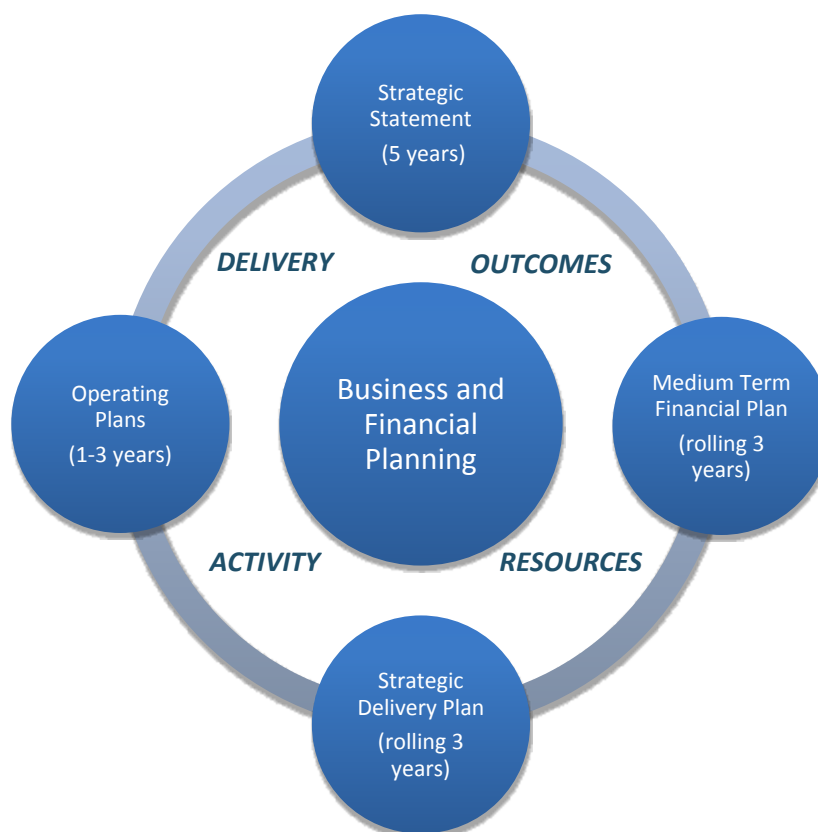 Strategic
Statement
(5 years)
DELIVERY
OUTCOMES
Operating
Plans
(1-3 years)
Business and
Financial
Planning
Medium Term
Financial Plan
(rolling 3
years)
ACTIVITY
RESOURCES
Strategic
Delivery Plan
(rolling 3
years)